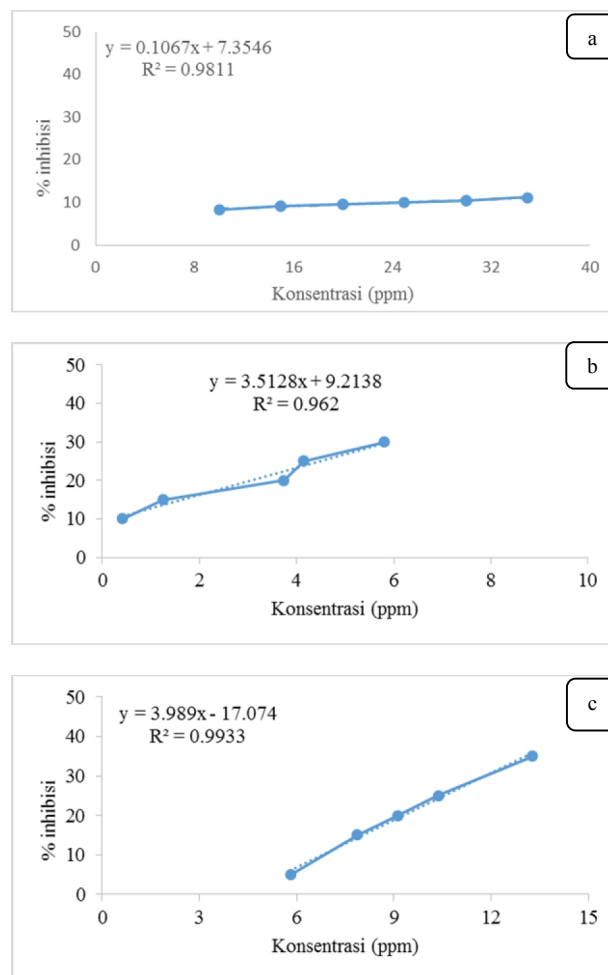 a
y = 0.1067x + 7.3546
R² = 0.9811
% inhibisi
50
40
30
20
10
0
0 8 16 24 32 40
Konsentrasi (ppm)
b
y = 3.5128x + 9.2138
R² = 0.962
% inhibisi
50
40
30
20
10
0
0 2 4 6 8 10
Konsentrasi (ppm)
c
y = 3.989x - 17.074
R² = 0.9933
% inhibisi
50
40
30
20
10
0
0 3 6 9 12 15
Konsentrasi (ppm)